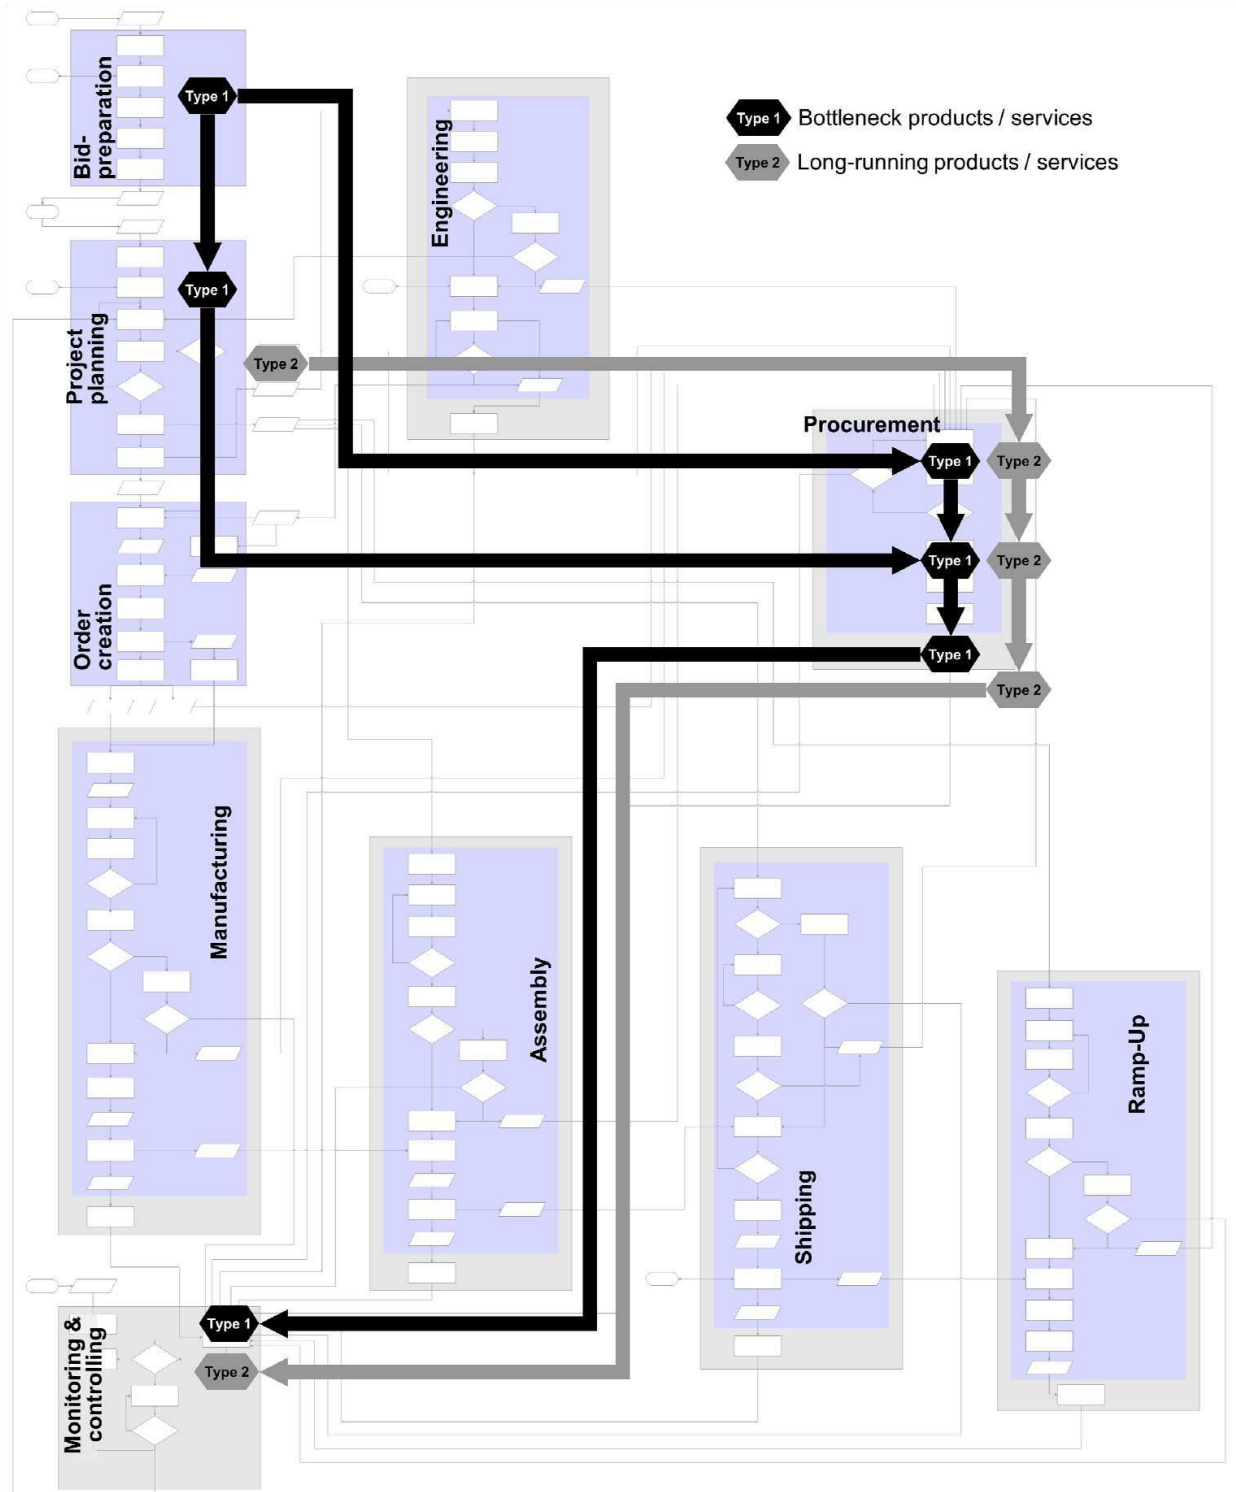 Bid-
preparation
Type 1
Engineering
Type 1 Bottleneck products / services
Type 2 Long-running products / services
Project
planning
Type 1
Type 2
Procurement
Type 1
Type 2
Order
creation
Type 1
Type 2
Type 1
Type 2
Manufacturing
Assembly
Shipping
Ramp-Up
Monitoring &
controlling
Type 1
Type 2